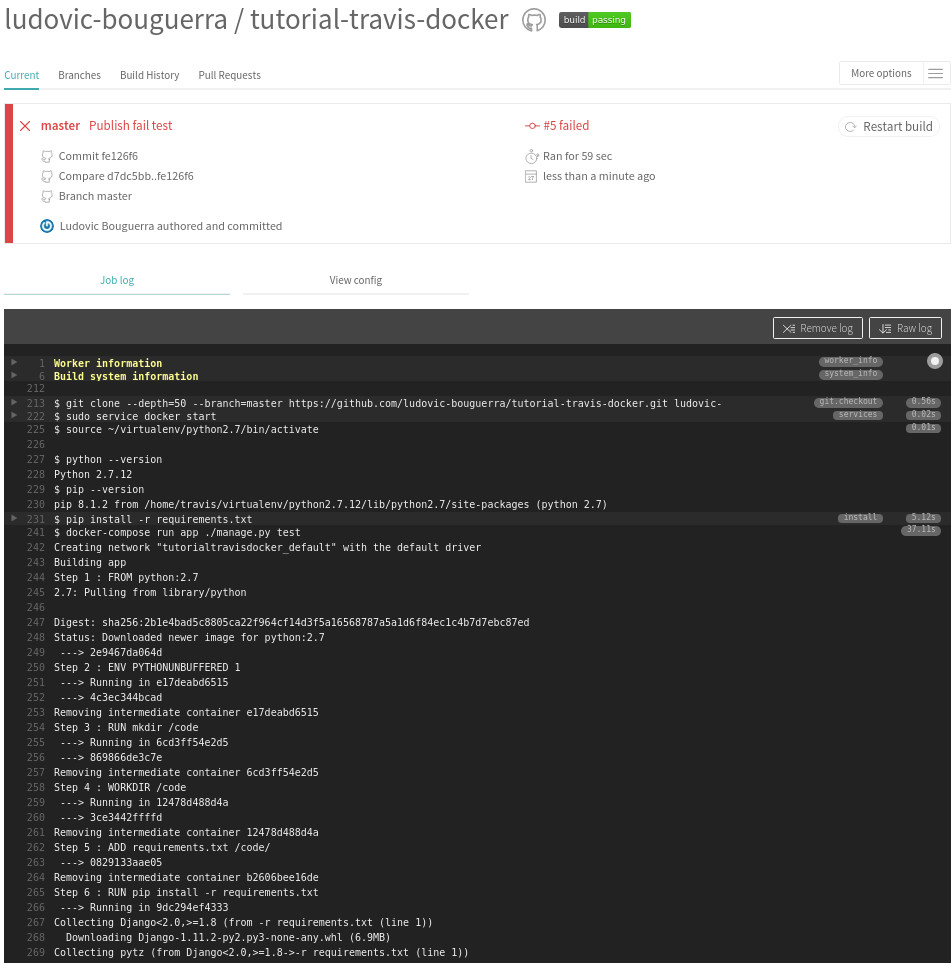 ludovic-bouguerra / tutorial-travis-docker build passing
Current Branches Build History Pull Requests More options
master Publish fail test #5 failed Restart build
Commit fe126f6 Ran for 59 sec
Compare d7dc5bb..fe126f6 less than a minute ago
Branch master
Ludovic Bouguerra authored and committed
Job log View config
Remove log Raw log
1 Worker information worker_info
6 Build system information system_info
212
213 $ git clone --depth=50 --branch=master https://github.com/ludovic-bouguerra/tutorial-travis-docker.git ludovic- git.checkout 0.56s
222 $ sudo service docker start services 0.02s
225 $ source ~/virtualenv/python2.7/bin/activate 0.01s
226
227 $ python --version
228 Python 2.7.12
229 $ pip --version
230 pip 8.1.2 from /home/travis/virtualenv/python2.7.12/lib/python2.7/site-packages (python 2.7)
231 $ pip install -r requirements.txt install 5.12s
241 $ docker-compose run app ./manage.py test 37.11s
242 Creating network "tutorialtravisdocker_default" with the default driver
243 Building app
244 Step 1 : FROM python:2.7
245 2.7: Pulling from library/python
246
247 Digest: sha256:2b1e4bad5c8805ca22f964cf14d3f5a16568787a5a1d6f84ec1c4b7d7ebc87ed
248 Status: Downloaded newer image for python:2.7
249 ---> 2e9467da064d
250 Step 2 : ENV PYTHONUNBUFFERED 1
251 ---> Running in e17deabd6515
252 ---> 4c3ec344bcad
253 Removing intermediate container e17deabd6515
254 Step 3 : RUN mkdir /code
255 ---> Running in 6cd3ff54e2d5
256 ---> 869866de3c7e
257 Removing intermediate container 6cd3ff54e2d5
258 Step 4 : WORKDIR /code
259 ---> Running in 12478d488d4a
260 ---> 3ce3442ffffd
261 Removing intermediate container 12478d488d4a
262 Step 5 : ADD requirements.txt /code/
263 ---> 0829133aae05
264 Removing intermediate container b2606bee16de
265 Step 6 : RUN pip install -r requirements.txt
266 ---> Running in 9dc294ef4333
267 Collecting Django<2.0,>=1.8 (from -r requirements.txt (line 1))
268 Downloading Django-1.11.2-py2.py3-none-any.whl (6.9MB)
269 Collecting pytz (from Django<2.0,>=1.8->-r requirements.txt (line 1))